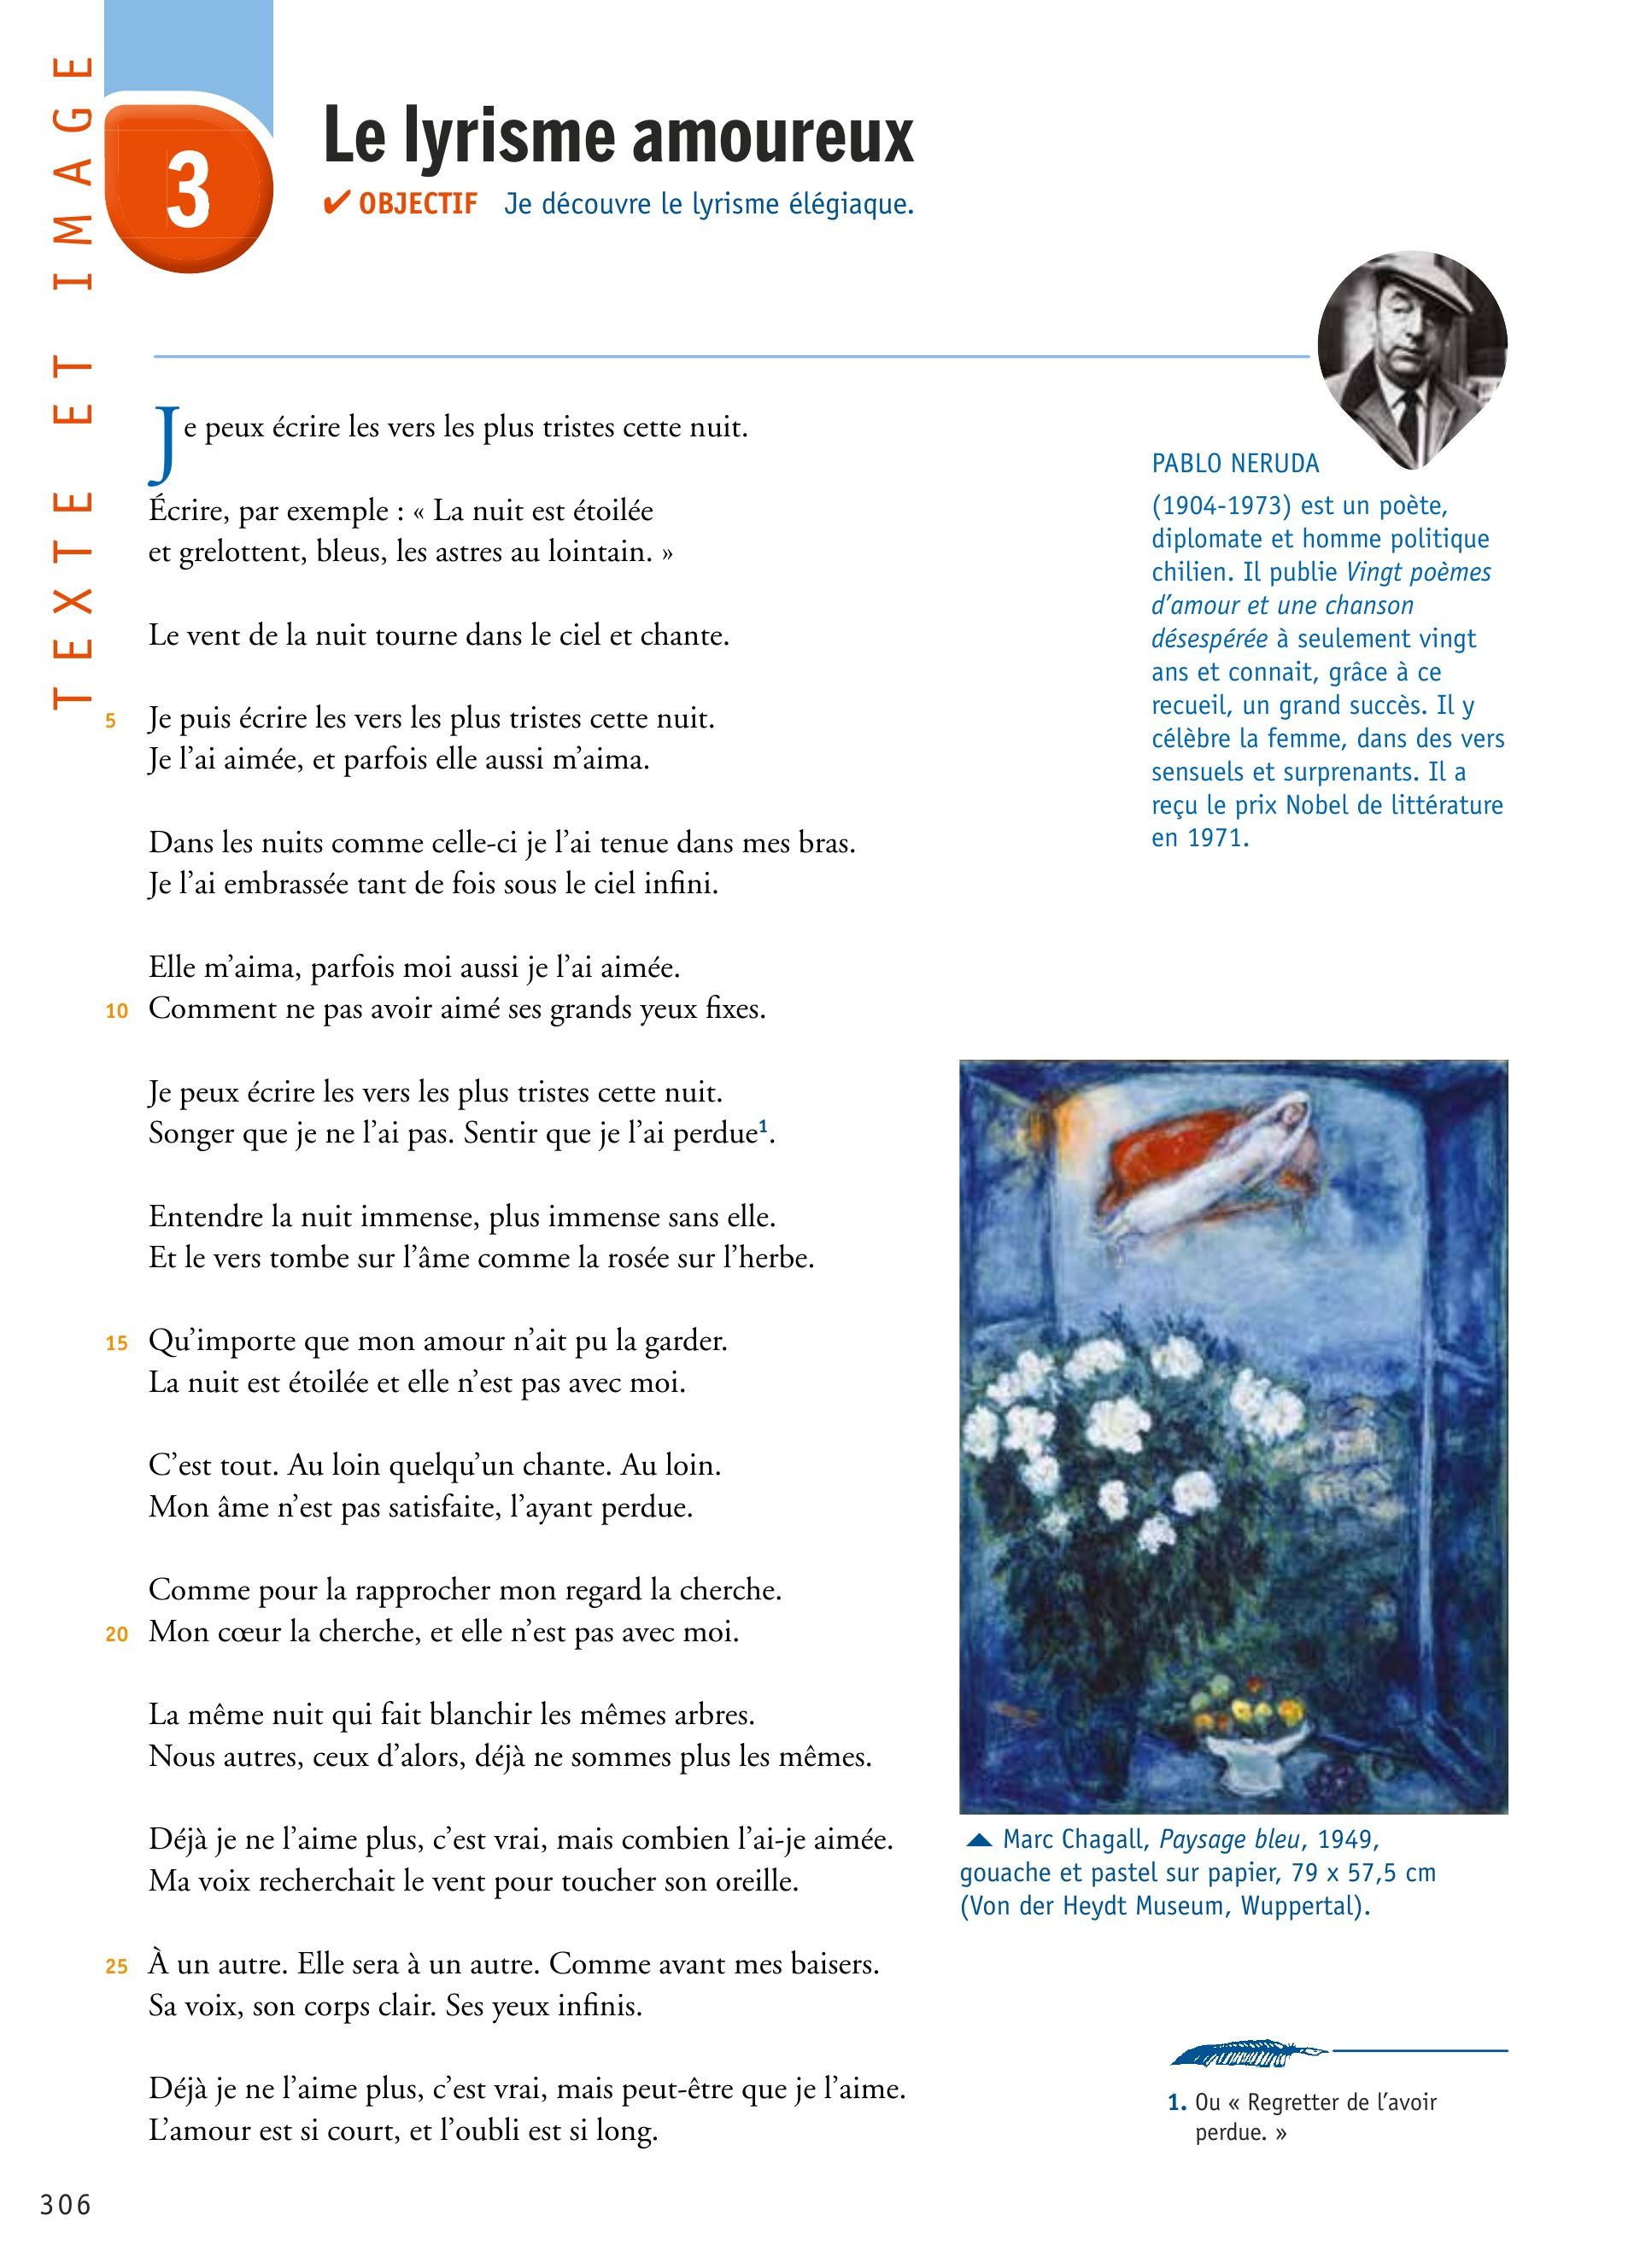 TEXTE ET IMAGE
3
Le lyrisme amoureux
✔ OBJECTIF Je découvre le lyrisme élégiaque.
Je peux écrire les vers les plus tristes cette nuit.
Écrire, par exemple : « La nuit est étoilée
et grelottent, bleus, les astres au lointain. »
Le vent de la nuit tourne dans le ciel et chante.
5 Je puis écrire les vers les plus tristes cette nuit.
Je l'ai aimée, et parfois elle aussi m'aima.
Dans les nuits comme celle-ci je l'ai tenue dans mes bras.
Je l'ai embrassée tant de fois sous le ciel infini.
Elle m'aima, parfois moi aussi je l'ai aimée.
10 Comment ne pas avoir aimé ses grands yeux fixes.
Je peux écrire les vers les plus tristes cette nuit.
Songer que je ne l'ai pas. Sentir que je l'ai perdue1.
Entendre la nuit immense, plus immense sans elle.
Et le vers tombe sur l'âme comme la rosée sur l'herbe.
15 Qu'importe que mon amour n'ait pu la garder.
La nuit est étoilée et elle n'est pas avec moi.
C'est tout. Au loin quelqu'un chante. Au loin.
Mon âme n'est pas satisfaite, l'ayant perdue.
Comme pour la rapprocher mon regard la cherche.
20 Mon cœur la cherche, et elle n'est pas avec moi.
La même nuit qui fait blanchir les mêmes arbres.
Nous autres, ceux d'alors, déjà ne sommes plus les mêmes.
Déjà je ne l'aime plus, c'est vrai, mais combien l'ai-je aimée.
Ma voix recherchait le vent pour toucher son oreille.
25 À un autre. Elle sera à un autre. Comme avant mes baisers.
Sa voix, son corps clair. Ses yeux infinis.
Déjà je ne l'aime plus, c'est vrai, mais peut-être que je l'aime.
L'amour est si court, et l'oubli est si long.
PABLO NERUDA
(1904-1973) est un poète,
diplomate et homme politique
chilien. Il publie Vingt poèmes
d'amour et une chanson
désespérée à seulement vingt
ans et connait, grâce à ce
recueil, un grand succès. Il y
célèbre la femme, dans des vers
sensuels et surprenants. Il a
reçu le prix Nobel de littérature
en 1971.
Marc Chagall, Paysage bleu, 1949,
gouache et pastel sur papier, 79 x 57,5 cm
(Von der Heydt Museum, Wuppertal).
1. Ou « Regretter de l'avoir
perdue. »
306